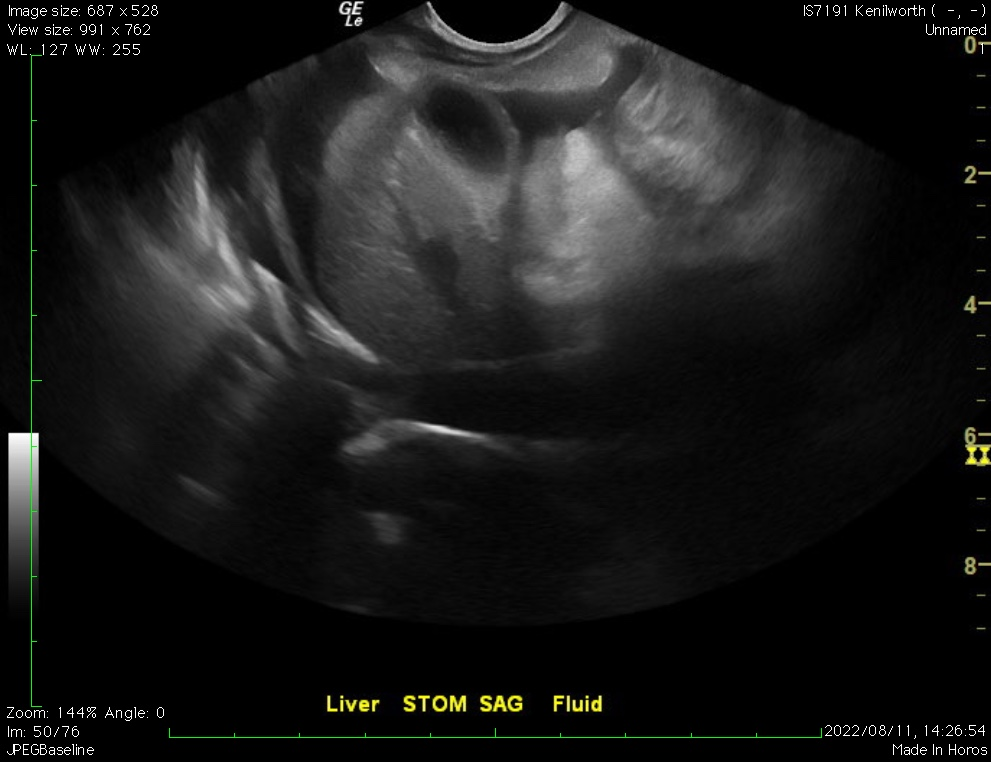 Image size: 687 x 528
View size: 991 x 762
WL: 127 WW: 255
GE
Le
IS7191 Kenilworth ( -, -)
Unnamed
0
1
2
4
6
8
Liver STOM SAG Fluid
Zoom: 144% Angle: 0
Im: 50/76
JPEGBaseline
2022/08/11, 14:26:54
Made In Horos